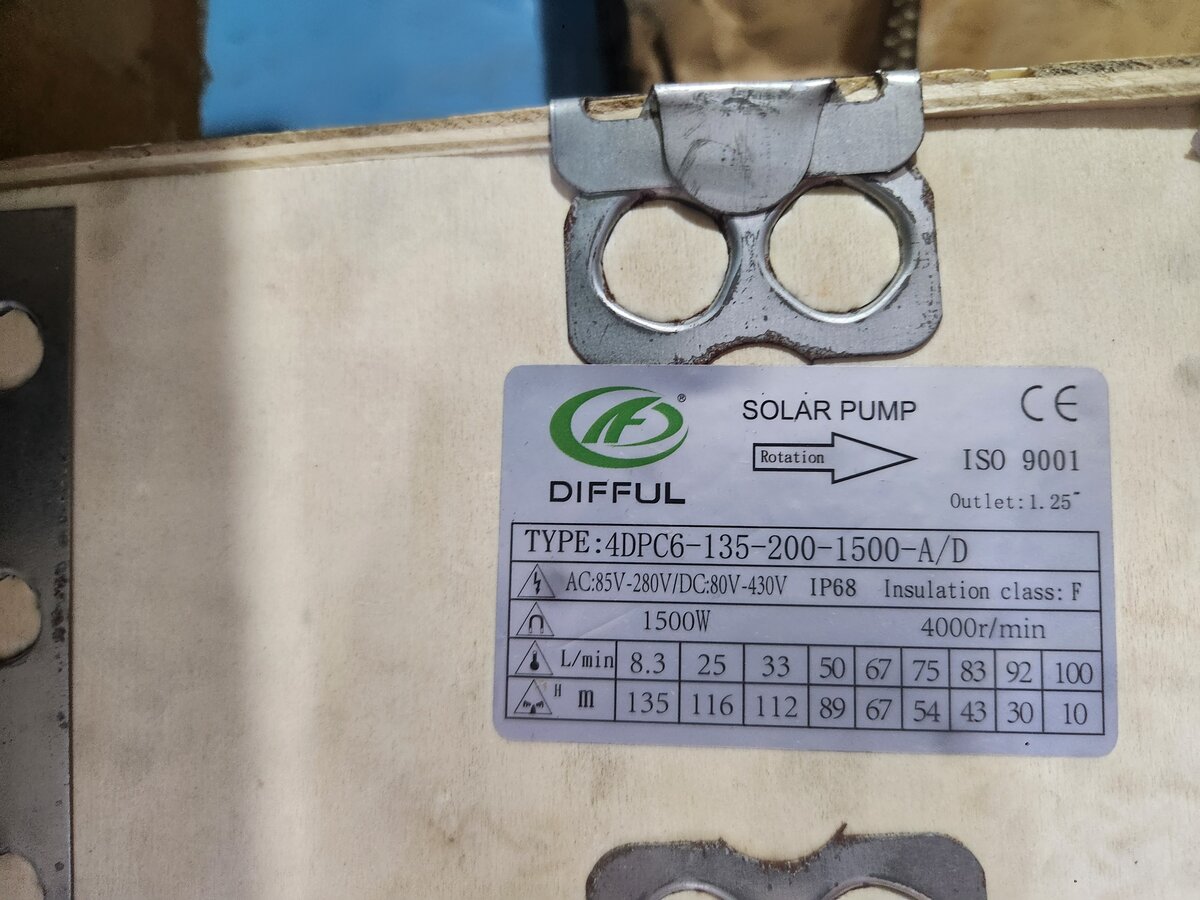 SOLAR PUMP
CE
®
Rotation
ISO 9001
DIFFUL
Outlet:1.25"
TYPE:4DPC6-135-200-1500-A/D
AC:85V-280V/DC:80V-430V IP68 Insulation class: F
1500W 4000r/min
L/min 8.3 25 33 50 67 75 83 92 100
H m 135 116 112 89 67 54 43 30 10